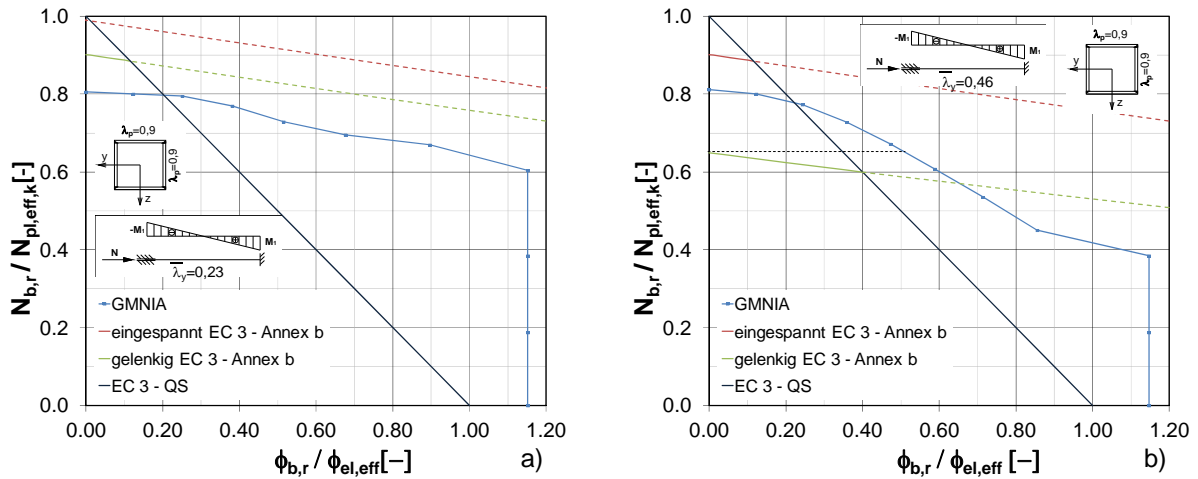 1.0
0.8
0.6
0.4
0.2
0.0
N_b,r / N_pl,eff,k [-]
λ_p=0,9
λ_p=0,9
y
z
-M₁
M₁
N
λ̅_y=0,23
GMNIA
eingespannt EC 3 - Annex b
gelenkig EC 3 - Annex b
EC 3 - QS
0.00 0.20 0.40 0.60 0.80 1.00 1.20
ϕ_b,r / ϕ_el,eff[–]
a)
1.0
0.8
0.6
0.4
0.2
0.0
N_b,r / N_pl,eff,k [-]
-M₁
M₁
N
λ̅_y=0,46
λ_p=0,9
λ_p=0,9
y
z
GMNIA
eingespannt EC 3 - Annex b
gelenkig EC 3 - Annex b
EC 3 - QS
0.00 0.20 0.40 0.60 0.80 1.00 1.20
ϕ_b,r / ϕ_el,eff [–]
b)